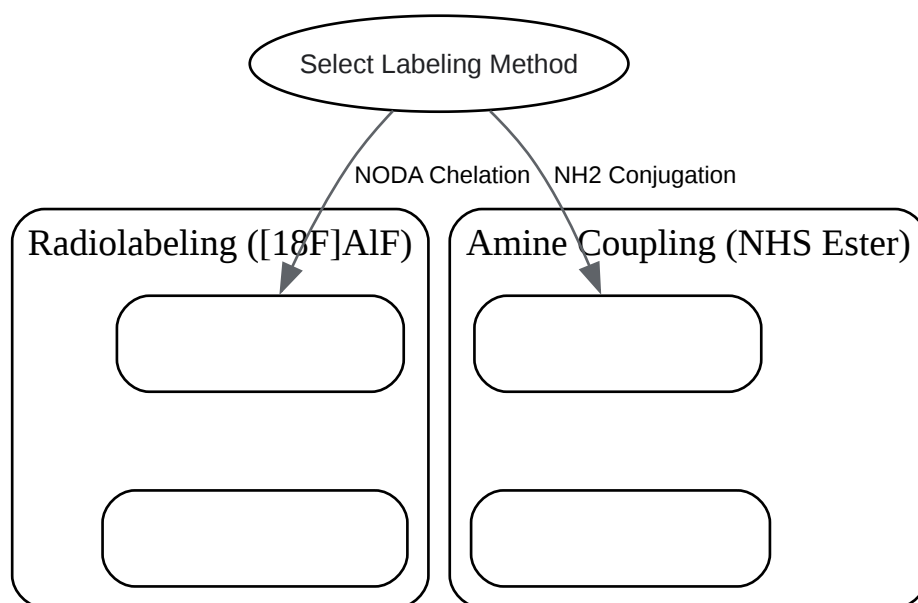 Select Labeling Method
NODA Chelation
NH2 Conjugation
Radiolabeling ([18F]AlF)
Amine Coupling (NHS Ester)